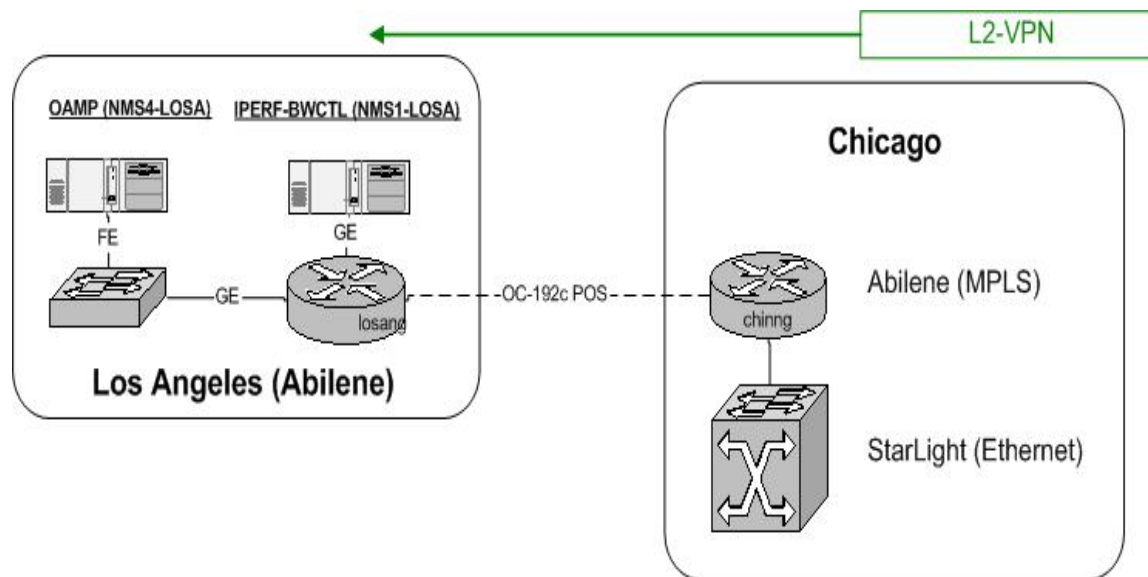 L2-VPN
OAMP (NMS4-LOSA)
IPERF-BWCTL (NMS1-LOSA)
Chicago
FE
GE
GE
OC-192c POS
Abilene (MPLS)
losang
chinng
Los Angeles (Abilene)
StarLight (Ethernet)